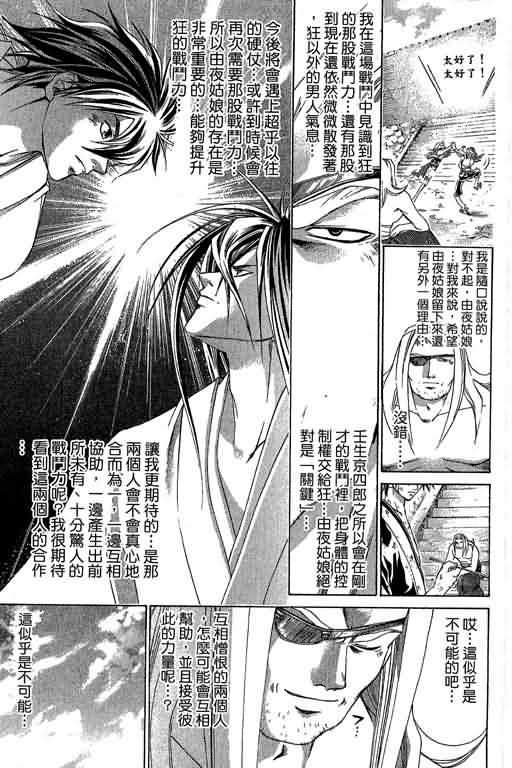 太好了！
太好了！
我是隨口說說的，
對不起，由夜姑娘
…對我來說，希望
由夜姑娘留下來還
有另外一個理由…
沒錯…
我在這場戰鬥中見識到狂
的那股戰鬥力…還有那股
到現在還依然微微散發著
，狂以外的男人氣息…
壬生京四郎之所以會在剛
才的戰鬥裡，把身體的控
制權交給狂…由夜姑娘絕
對是「關鍵」…
今後將會遇上超乎以往
的硬仗…或許到時候會
再次需要那股戰鬥力…
所以由夜姑娘的存在是
非常重要的…能夠提升
狂的戰鬥力…
讓我更期待的…是那
兩個人會不會真心地
合而為一，一邊互相
協助，一邊產生出前
所未有、十分驚人的
戰鬥力呢？我很期待
看到這兩個人的合作
…
哎…這似乎是
不可能的吧…
互相憎恨的兩個人
，怎麼可能會互相
幫助，並且接受彼
此的力量呢…？
這似乎是不可能…